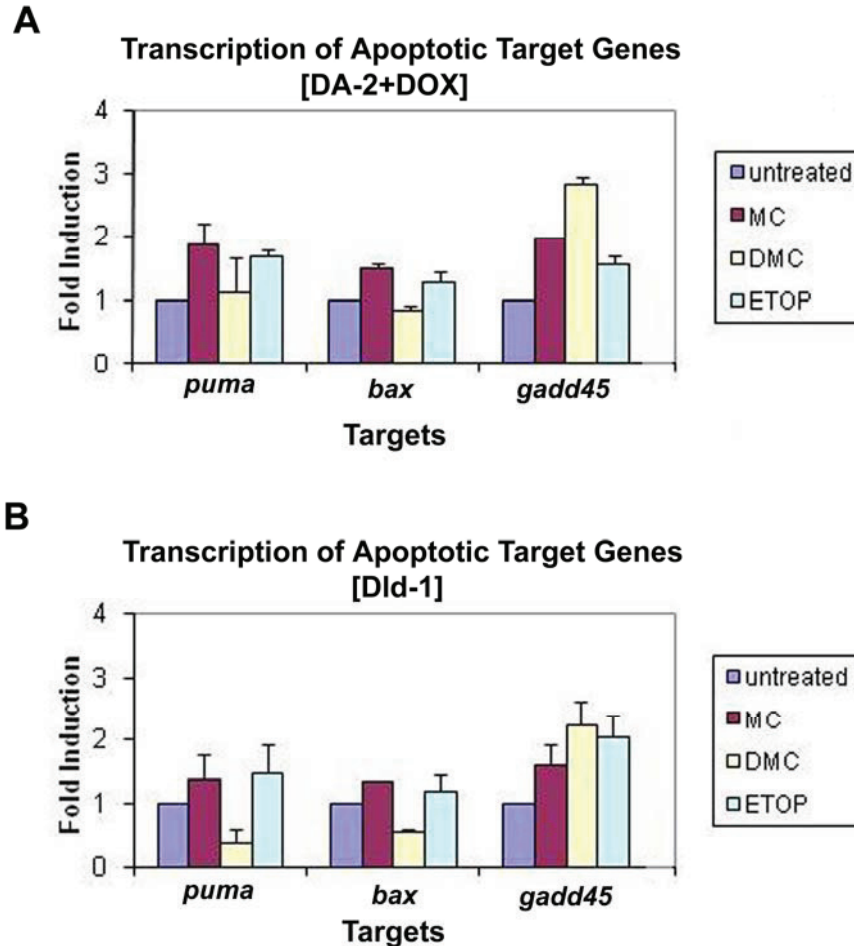 A
Transcription of Apoptotic Target Genes
[DA-2+DOX]
Fold Induction
4
3
2
1
0
puma
bax
gadd45
Targets
untreated
MC
DMC
ETOP
B
Transcription of Apoptotic Target Genes
[Dld-1]
Fold Induction
4
3
2
1
0
puma
bax
gadd45
Targets
untreated
MC
DMC
ETOP